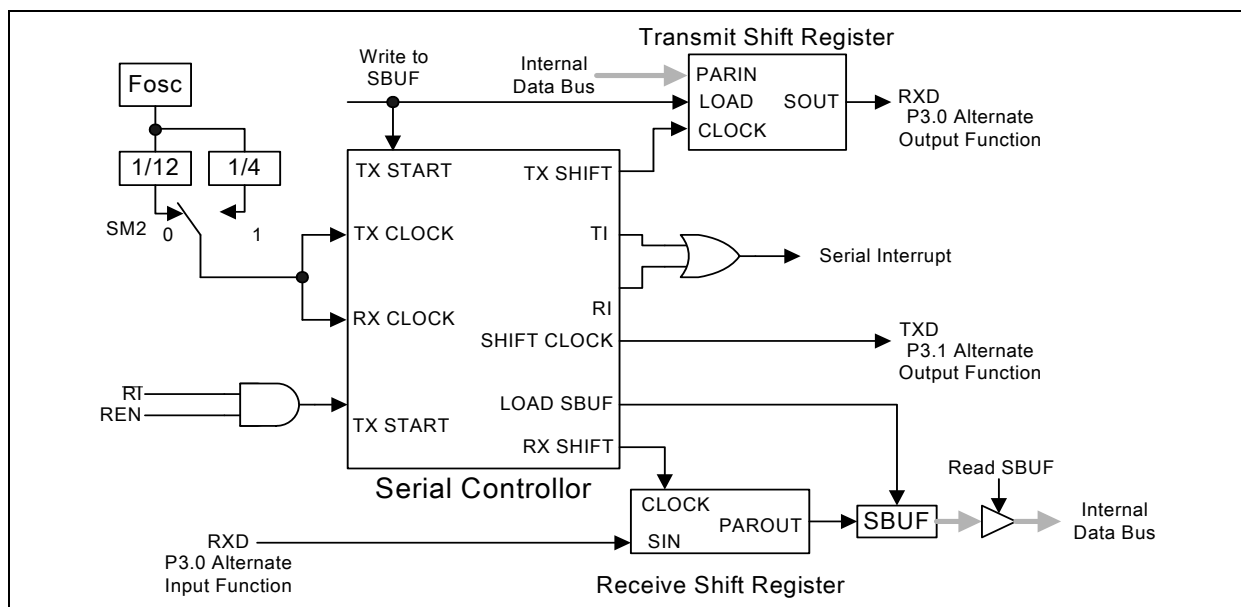 Transmit Shift Register
Write to
SBUF
Internal
Data Bus
Fosc
PARIN
LOAD
SOUT
CLOCK
RXD
P3.0 Alternate
Output Function
1/12
1/4
TX START
TX SHIFT
SM2
0
1
TX CLOCK
TI
Serial Interrupt
RX CLOCK
RI
SHIFT CLOCK
TXD
P3.1 Alternate
Output Function
RI
REN
TX START
LOAD SBUF
RX SHIFT
Serial Controllor
Read SBUF
CLOCK
PAROUT
SIN
SBUF
Internal
Data Bus
RXD
P3.0 Alternate
Input Function
Receive Shift Register